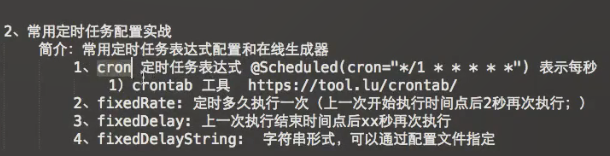 2、常用定时任务配置实战
简介：常用定时任务表达式配置和在线生成器
1、cron 定时任务表达式 @Scheduled(cron="*/1 * * * * *") 表示每秒
1）crontab 工具 https://tool.lu/crontab/
2、fixedRate: 定时多久执行一次（上一次开始执行时间点后2秒再次执行；）
3、fixedDelay: 上一次执行结束时间点后xx秒再次执行
4、fixedDelayString: 字符串形式，可以通过配置文件指定